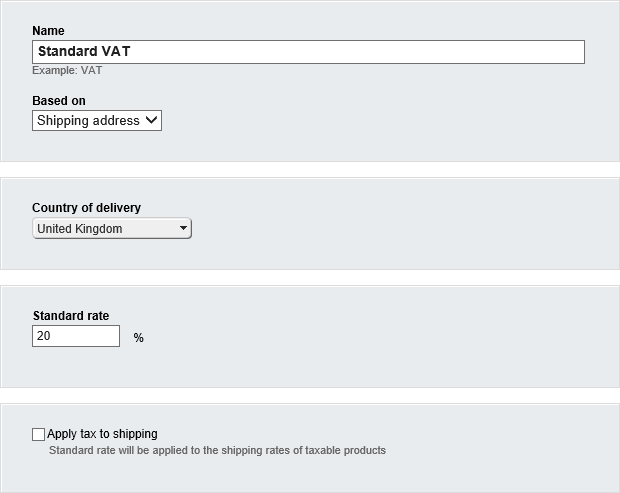 Name
Standard VAT
Example: VAT
Based on
Shipping address
Country of delivery
United Kingdom
Standard rate
20 %
Apply tax to shipping
Standard rate will be applied to the shipping rates of taxable products